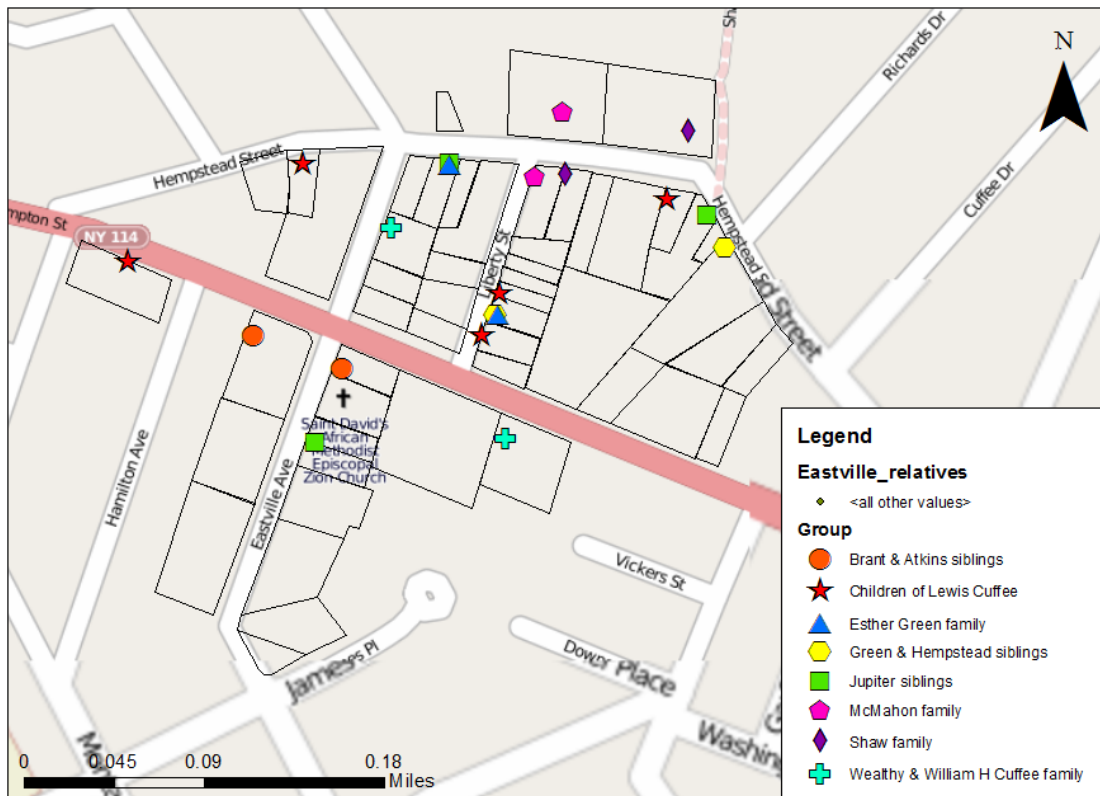 Sha
Richards Dr
N
Hempstead Street
Cuffee Dr
mpton St
NY 114
Hempstead
Street
Liberty St
Saint David's
African
Methodist
Episcopal
Zion Church
Hamilton Ave
Eastville Ave
Vickers St
Place
James Pl
Washing
Legend
Eastville_relatives
<all other values>
Group
Brant & Atkins siblings
Children of Lewis Cuffee
Esther Green family
Green & Hempstead siblings
Jupiter siblings
McMahon family
Shaw family
Wealthy & William H Cuffee family
0 0.045 0.09 0.18
Miles